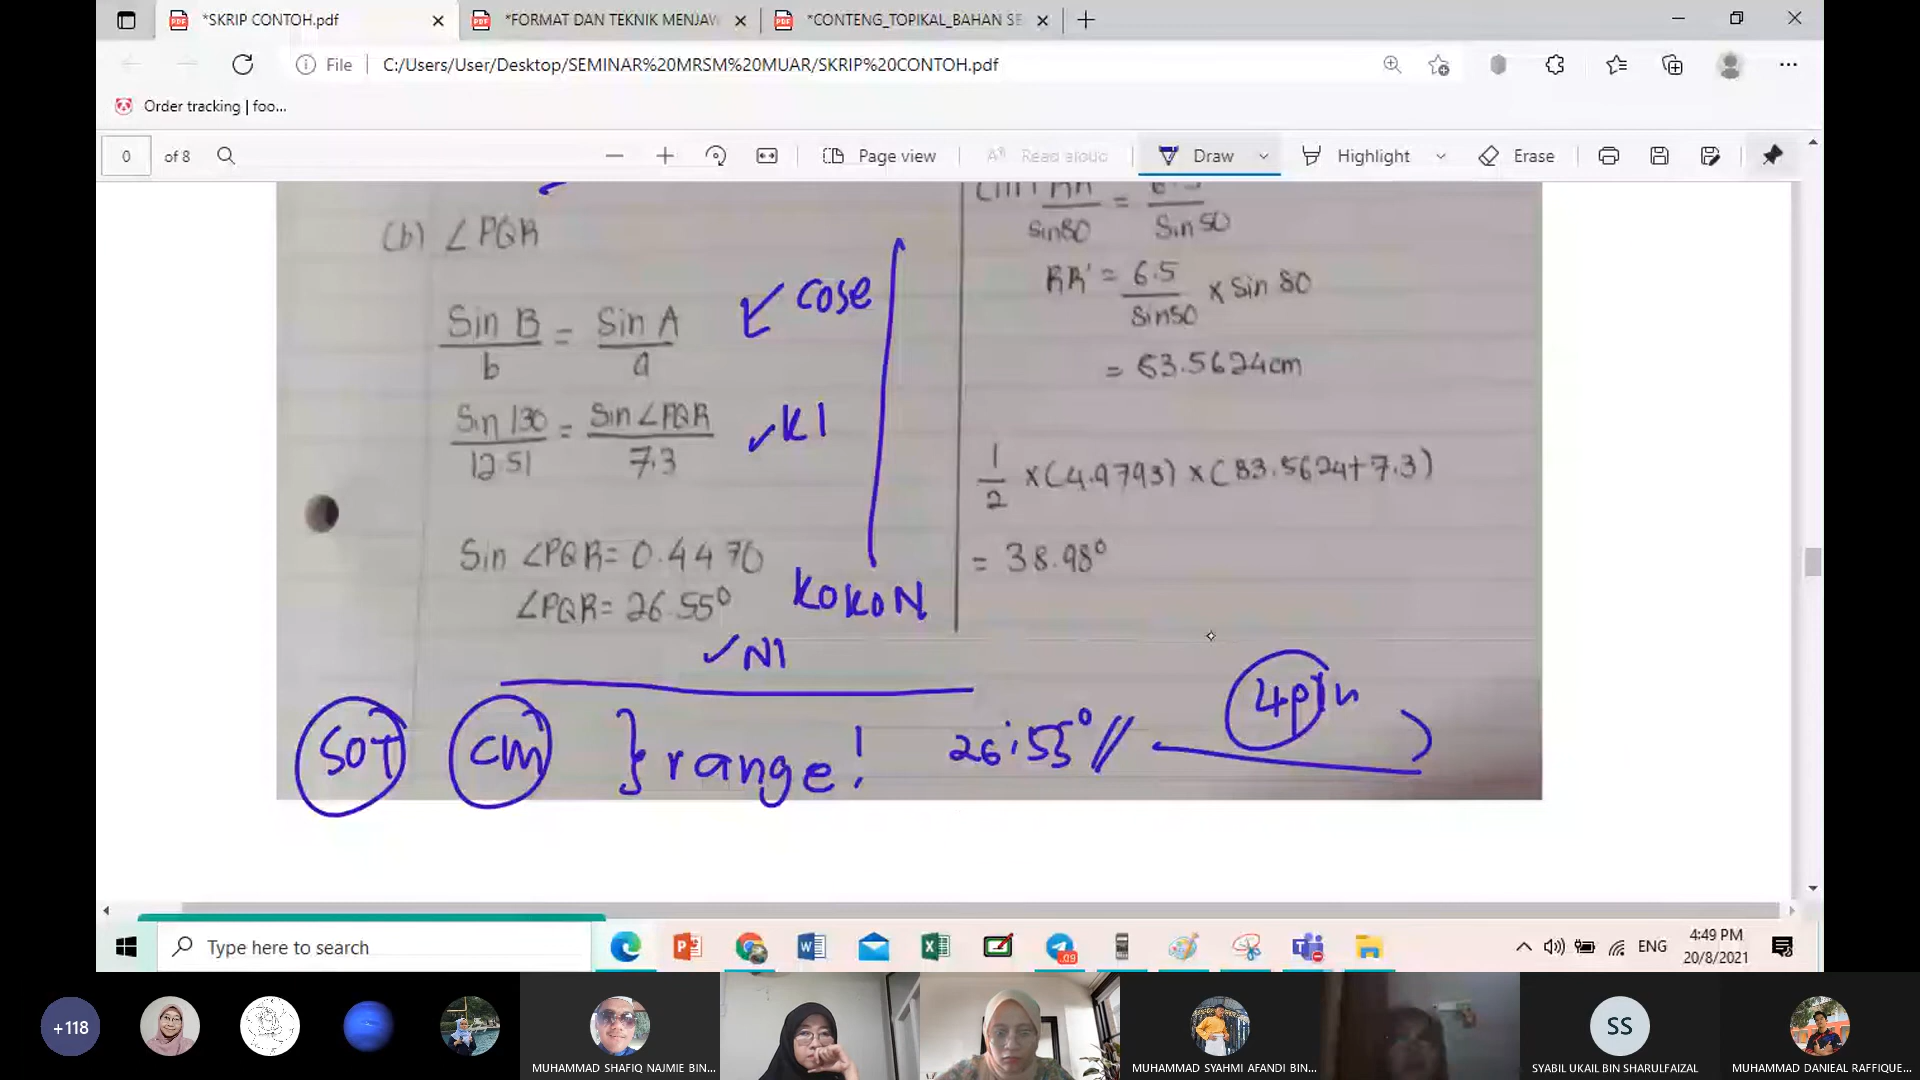 *SKRIP CONTOH.pdf
*FORMAT DAN TEKNIK MENJAW
*CONTENG_TOPIKAL_BAHAN SE
File
C:/Users/User/Desktop/SEMINAR%20MRSM%20MUAR/SKRIP%20CONTOH.pdf
Order tracking | foo...
0 of 8
Page view
Read aloud
Draw
Highlight
Erase
(b) ∠PQR
Sin B / b = Sin A / a
cose
Sin 130 / 12.51 = Sin ∠PQR / 7.3
✓K1
Sin ∠PQR = 0.4470
∠PQR = 26.55°
KOKON
✓N1
Sin80 Sin 50
RR' = 6.5 / Sin50 × Sin 80
1/2 × (4.9793) × (83.5624+7.3)
= 38.98°
SOT cm } range! 26.55° //
Type here to search
ENG
4:49 PM
20/8/2021
+118
MUHAMMAD SHAFIQ NAJMIE BIN...
MUHAMMAD SYAHMI AFANDI BIN...
SS
SYABIL UKAIL BIN SHARULFAIZAL
MUHAMMAD DANIEAL RAFFIQUE...